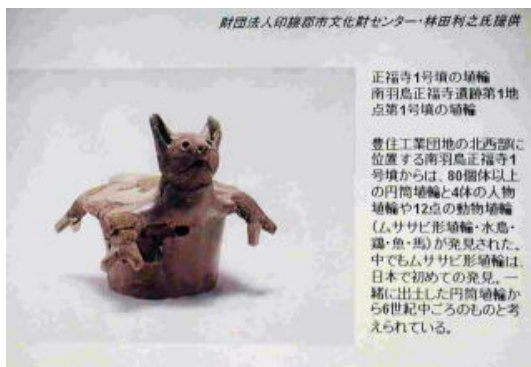 財団法人印旛郡市文化財センター・林田利之氏提供
正福寺1号墳の埴輪
南羽鳥正福寺遺跡第1地
点第1号墳の埴輪
豊住工業団地の北西部に
位置する南羽鳥正福寺1
号墳からは、80個体以上
の円筒埴輪と4体の人物
埴輪や12点の動物埴輪
(ムササビ形埴輪・水鳥・
鶏・魚・馬)が発見された。
中でもムササビ形埴輪は、
日本で初めての発見。一
緒に出土した円筒埴輪か
ら6世紀中ごろのものと考
えられている。